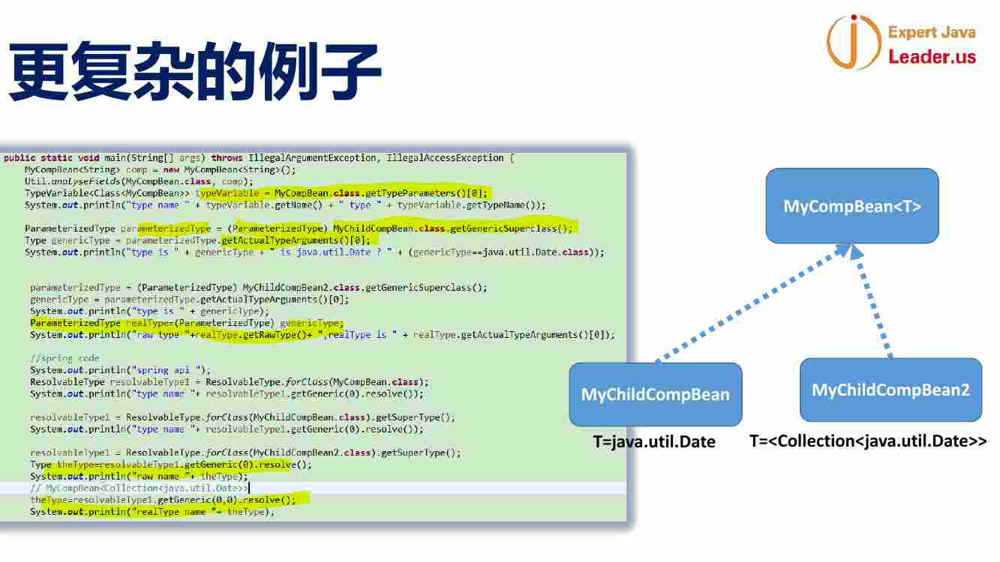 更复杂的例子
Expert Java
Leader.us
public static void main(String[] args) throws IllegalArgumentException, IllegalAccessException {
MyCompBean<String> comp = new MyCompBean<String>();
Util.analyseFields(MyCompBean.class, comp);
TypeVariable<Class<MyCompBean>> typeVariable = MyCompBean.class.getTypeParameters()[0];
System.out.println("type name " + typeVariable.getName() + " type " + typeVariable.getTypeName());
ParameterizedType parameterizedType = (ParameterizedType) MyChildCompBean.class.getGenericSuperclass();
Type genericType = parameterizedType.getActualTypeArguments()[0];
System.out.println("type is " + genericType + " is java.util.Date ? " + (genericType==java.util.Date.class));
parameterizedType = (ParameterizedType) MyChildCompBean2.class.getGenericSuperclass();
genericType = parameterizedType.getActualTypeArguments()[0];
System.out.println("type is " + genericType);
ParameterizedType realType=(ParameterizedType) genericType;
System.out.println("raw type "+realType.getRawType()+ ",realType is " + realType.getActualTypeArguments()[0]);
//spring code
System.out.println("spring api ");
ResolvableType resolvableType1 = ResolvableType.forClass(MyCompBean.class);
System.out.println("type name "+ resolvableType1.getGeneric(0).resolve());
resolvableType1 = ResolvableType.forClass(MyChildCompBean.class).getSuperType();
System.out.println("type name "+ resolvableType1.getGeneric(0).resolve());
resolvableType1 = ResolvableType.forClass(MyChildCompBean2.class).getSuperType();
Type theType=resolvableType1.getGeneric(0).resolve();
System.out.println("raw name "+ theType);
// MyCompBean<Collection<java.util.Date>>
theType=resolvableType1.getGeneric(0,0).resolve();
System.out.println("realType name "+ theType);
MyCompBean<T>
MyChildCompBean
MyChildCompBean2
T=java.util.Date
T=<Collection<java.util.Date>>